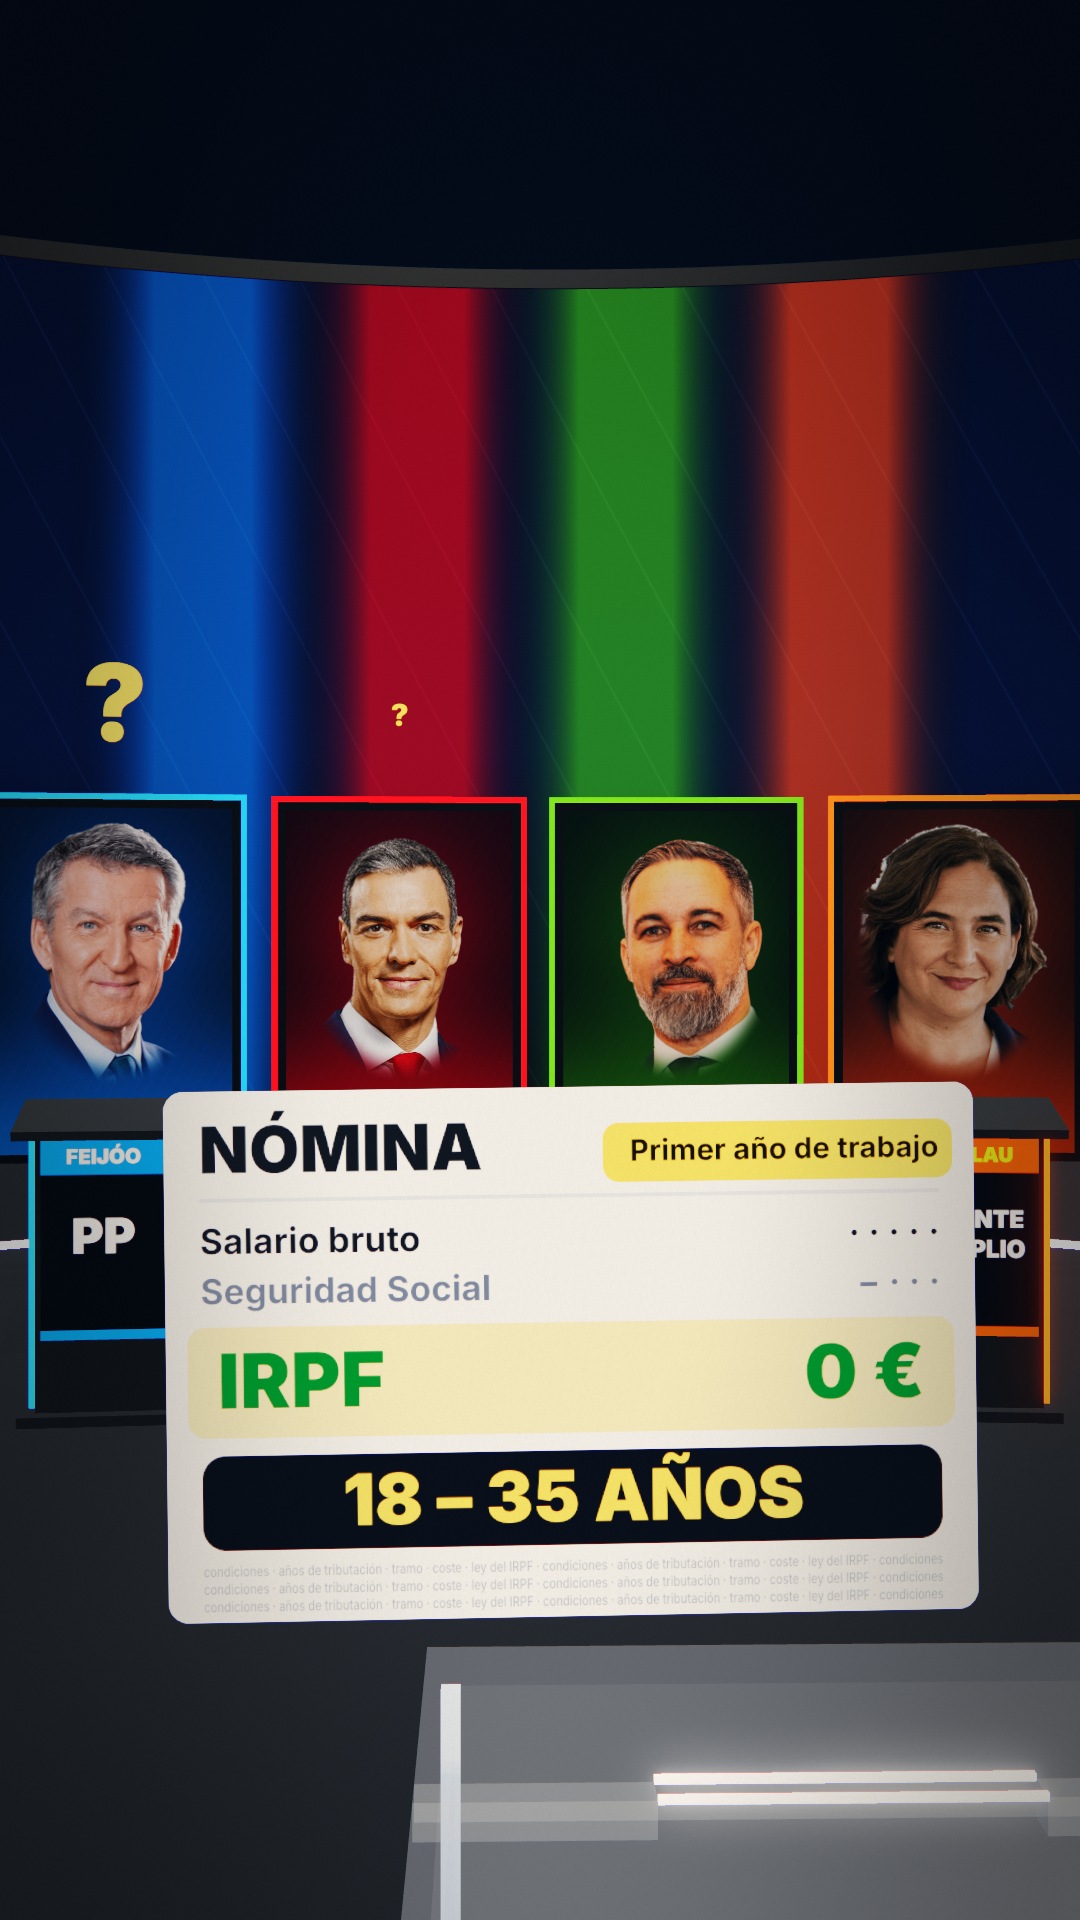 ?
?
FEIJÓO
PP
LAU
NTE
PLIO
NÓMINA
Primer año de trabajo
Salario bruto
· · · · ·
Seguridad Social
– · · ·
IRPF
0 €
18 – 35 AÑOS
condiciones · años de tributación · tramo · coste · ley del IRPF · condiciones · años de tributación · tramo · coste · ley del IRPF · condiciones
condiciones · años de tributación · tramo · coste · ley del IRPF · condiciones · años de tributación · tramo · coste · ley del IRPF · condiciones
condiciones · años de tributación · tramo · coste · ley del IRPF · condiciones · años de tributación · tramo · coste · ley del IRPF · condiciones